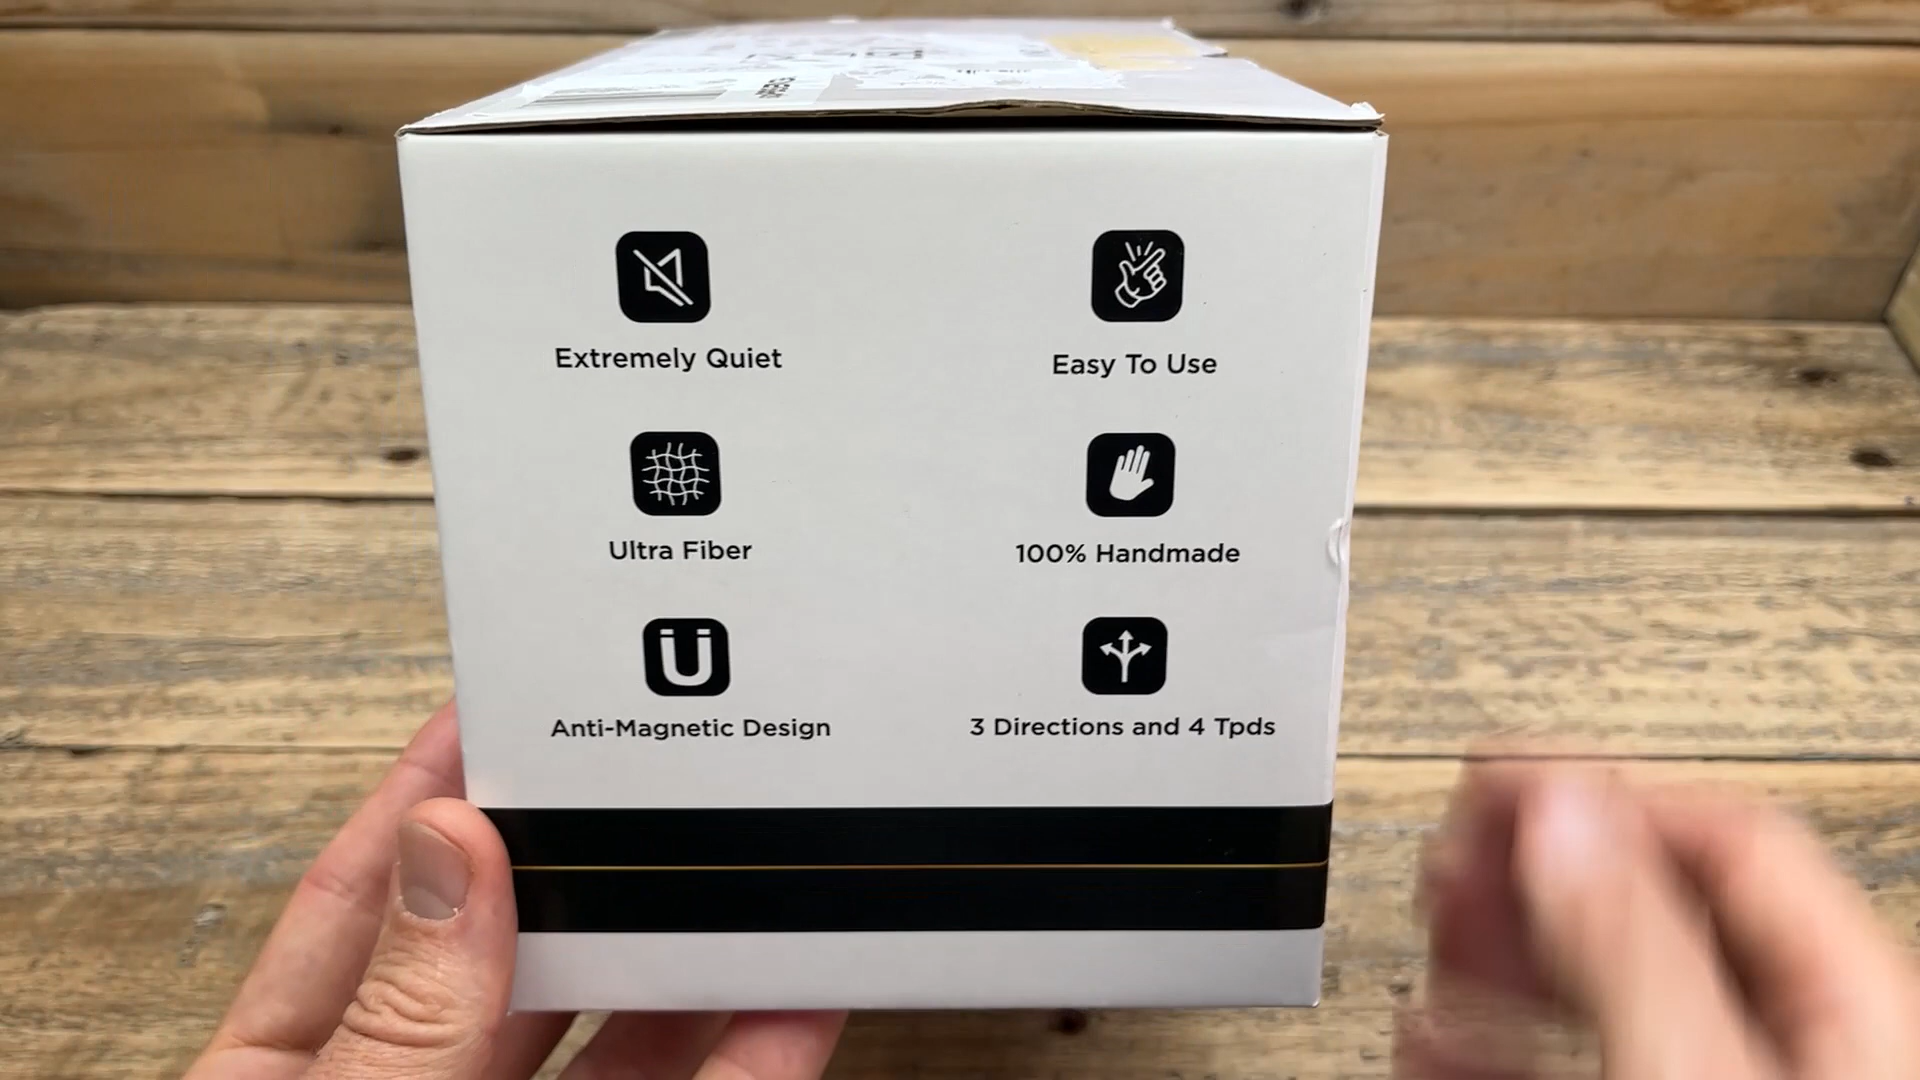 Extremely Quiet
Easy To Use
Ultra Fiber
100% Handmade
Anti-Magnetic Design
3 Directions and 4 Tpds